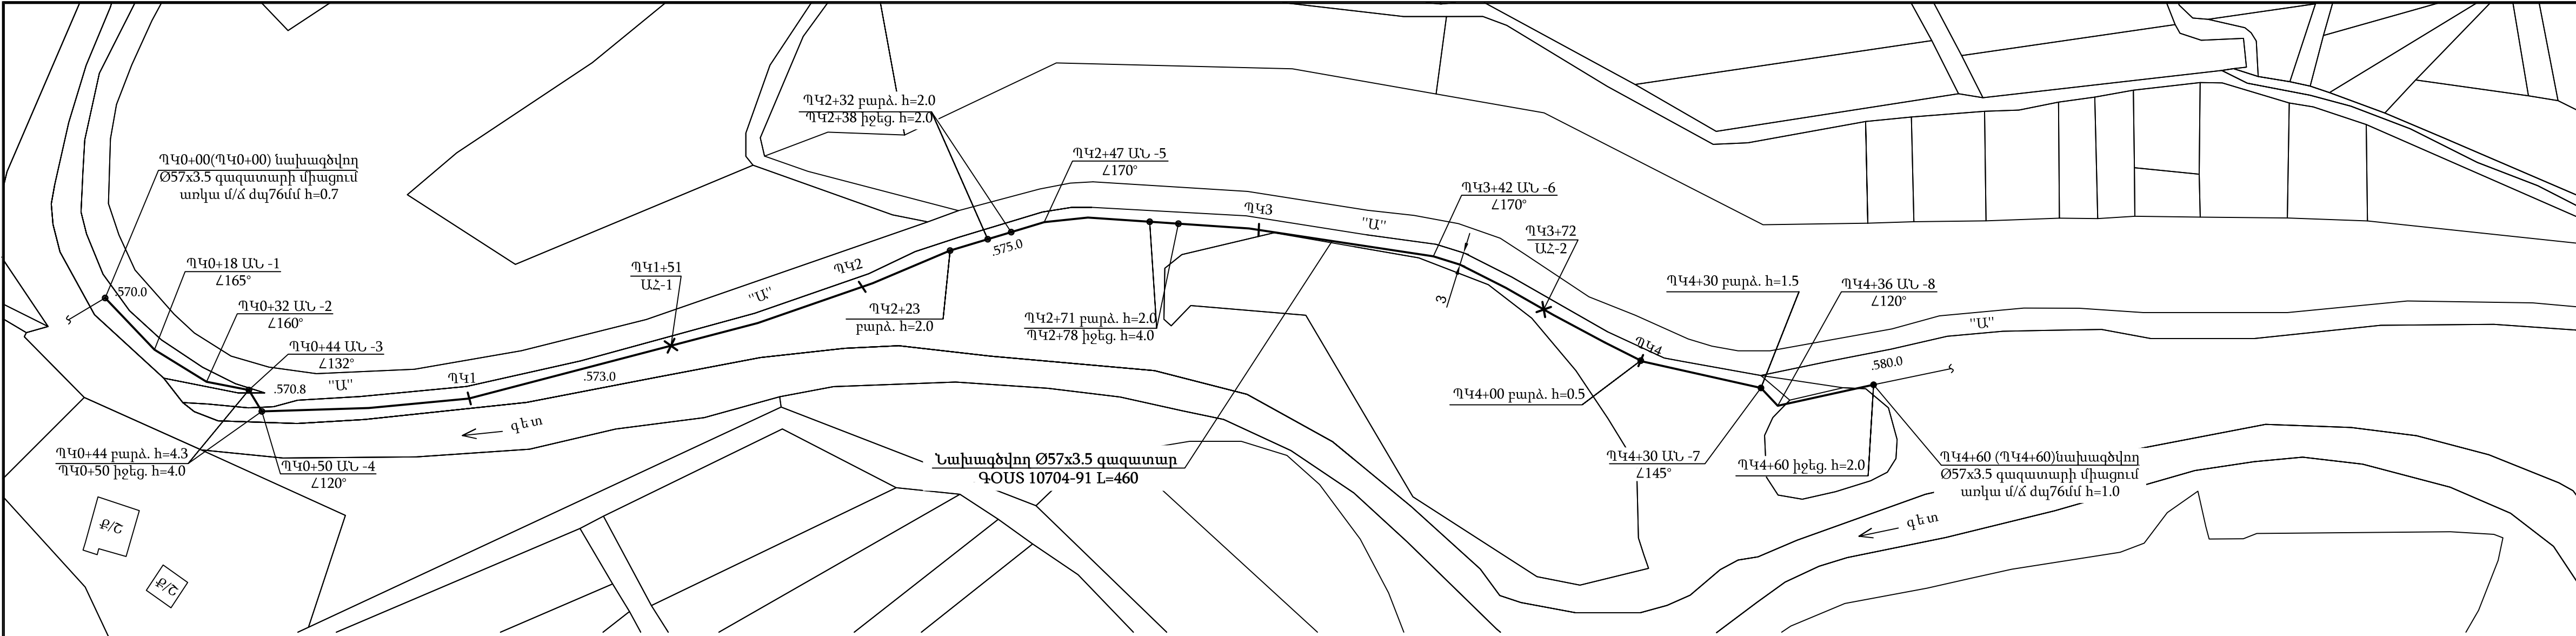 ՊԿ0+00(ՊԿ0+00) նախագծվող
Ø57x3.5 գազատարի միացում
առկա մ/ճ դպ76մմ h=0.7
.570.0
ՊԿ0+18 ԱՆ -1
∠165°
ՊԿ0+32 ԱՆ -2
∠160°
ՊԿ0+44 ԱՆ -3
∠132°
.570.8
"Ա"
ՊԿ0+44 բարձ. h=4.3
ՊԿ0+50 իջեց. h=4.0
ՊԿ0+50 ԱՆ -4
∠120°
Ք/Շ
Ք/Շ
ՊԿ1
գետ
.573.0
ՊԿ1+51
ԱՀ-1
"Ա"
ՊԿ2
ՊԿ2+23
բարձ. h=2.0
ՊԿ2+32 բարձ. h=2.0
ՊԿ2+38 իջեց. h=2.0
.575.0
ՊԿ2+47 ԱՆ -5
∠170°
ՊԿ2+71 բարձ. h=2.0
ՊԿ2+78 իջեց. h=4.0
ՊԿ3
"Ա"
Նախագծվող Ø57x3.5 գազատար
ԳՕՍՏ 10704-91 L=460
ՊԿ3+42 ԱՆ -6
∠170°
3
ՊԿ3+72
ԱՀ-2
ՊԿ4
ՊԿ4+00 բարձ. h=0.5
ՊԿ4+30 բարձ. h=1.5
ՊԿ4+30 ԱՆ -7
∠145°
ՊԿ4+36 ԱՆ -8
∠120°
.580.0
"Ա"
ՊԿ4+60 իջեց. h=2.0
ՊԿ4+60 (ՊԿ4+60)նախագծվող
Ø57x3.5 գազատարի միացում
առկա մ/ճ դպ76մմ h=1.0
գետ